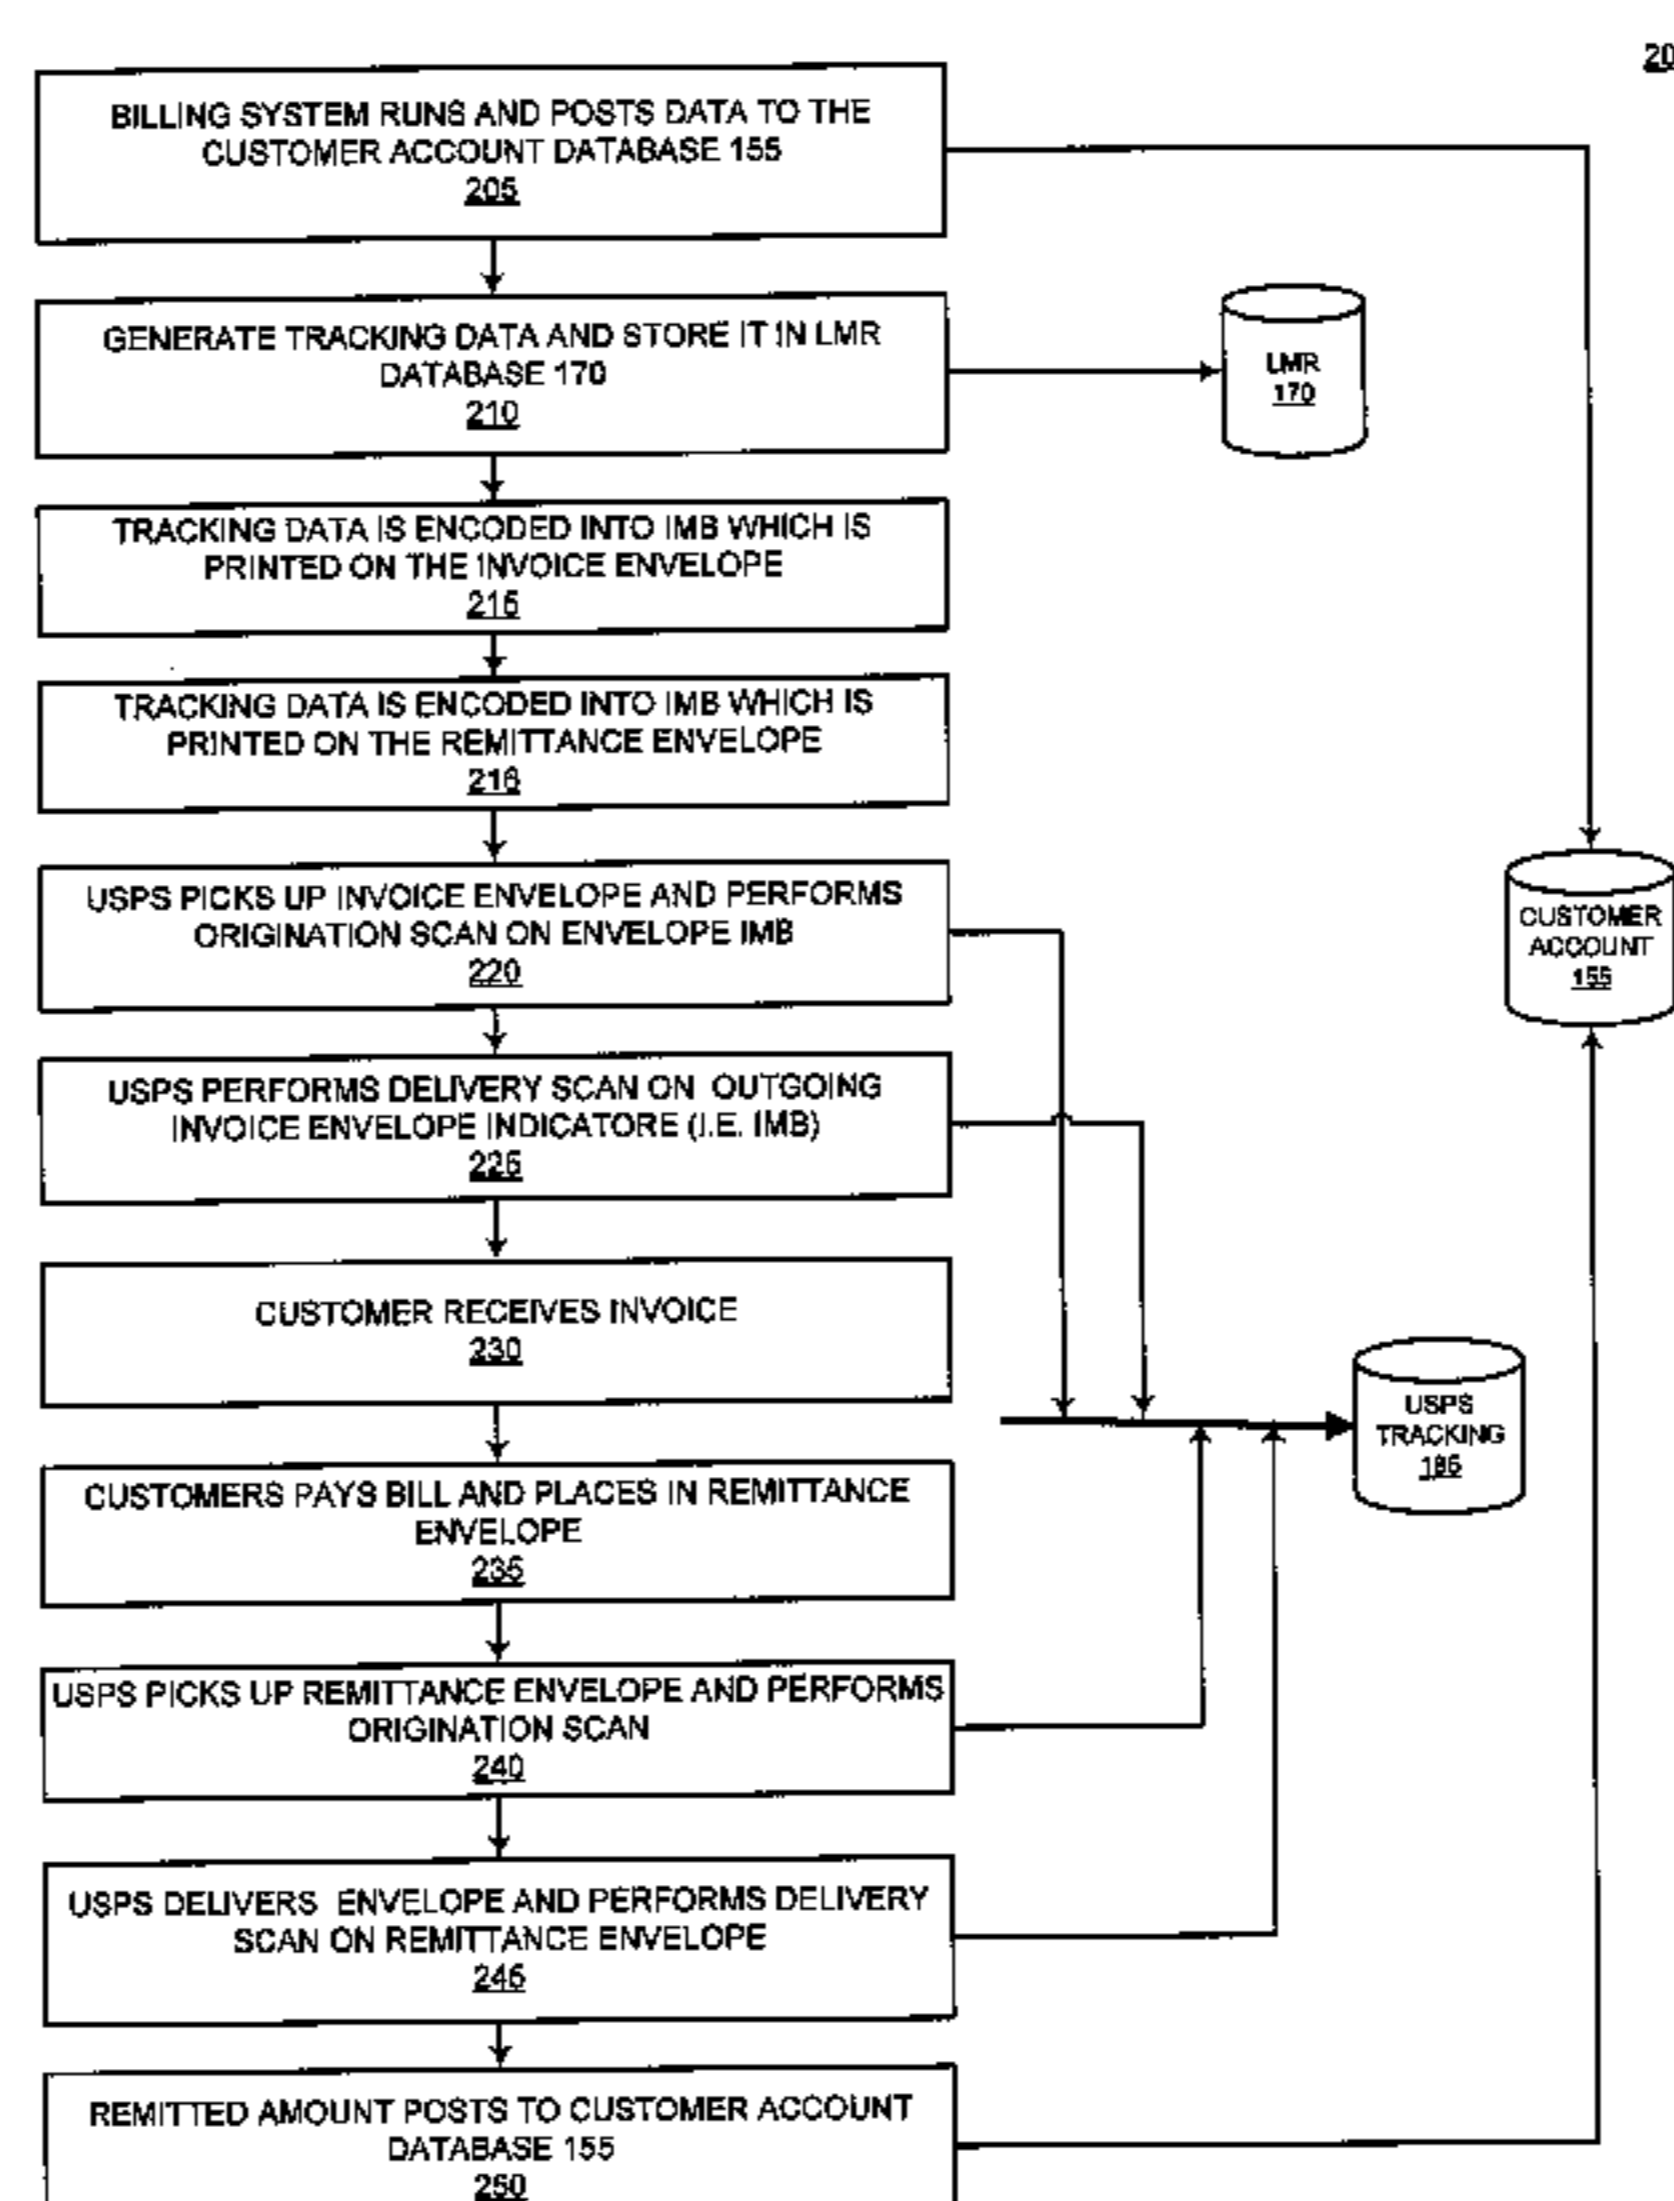 20
BILLING SYSTEM RUNS AND POSTS DATA TO THE
CUSTOMER ACCOUNT DATABASE 155
205
GENERATE TRACKING DATA AND STORE IT IN LMR
DATABASE 170
210
LMR
170
TRACKING DATA IS ENCODED INTO IMB WHICH IS
PRINTED ON THE INVOICE ENVELOPE
215
TRACKING DATA IS ENCODED INTO IMB WHICH IS
PRINTED ON THE REMITTANCE ENVELOPE
216
USPS PICKS UP INVOICE ENVELOPE AND PERFORMS
ORIGINATION SCAN ON ENVELOPE IMB
220
CUSTOMER
ACCOUNT
155
USPS PERFORMS DELIVERY SCAN ON OUTGOING
INVOICE ENVELOPE INDICATORE (I.E. IMB)
225
CUSTOMER RECEIVES INVOICE
230
USPS
TRACKING
185
CUSTOMERS PAYS BILL AND PLACES IN REMITTANCE
ENVELOPE
235
USPS PICKS UP REMITTANCE ENVELOPE AND PERFORMS
ORIGINATION SCAN
240
USPS DELIVERS ENVELOPE AND PERFORMS DELIVERY
SCAN ON REMITTANCE ENVELOPE
245
REMITTED AMOUNT POSTS TO CUSTOMER ACCOUNT
DATABASE 155
250